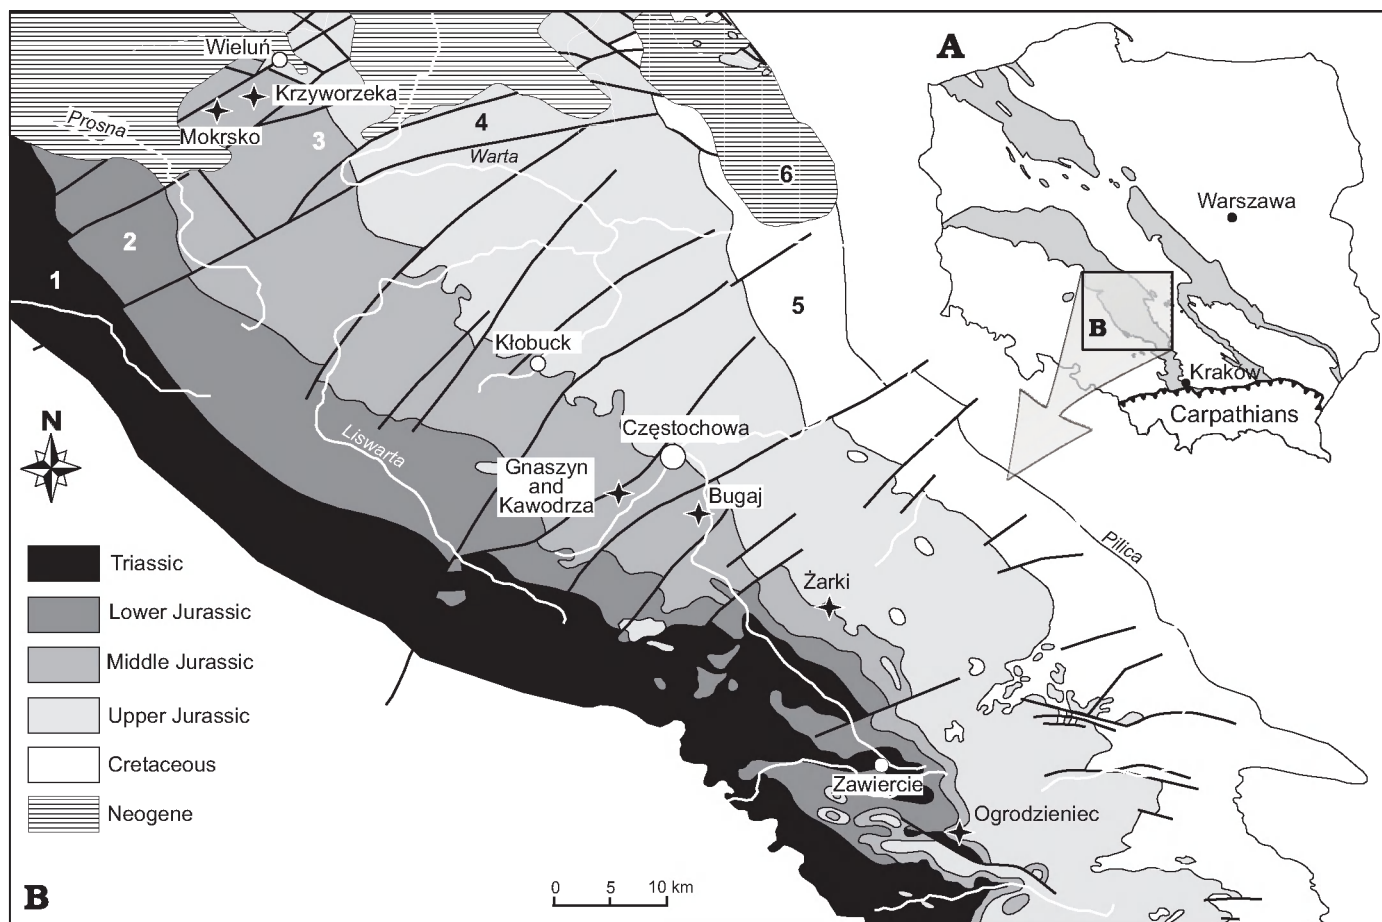 A
Wieluń
Krzyworzeka
Mokrsko
Prosna
3
4
Warta
6
2
1
5
Warszawa
B
Kraków
Carpathians
Kłobuck
N
Liswarta
Częstochowa
Gnaszyn
and
Kawodrza
Bugaj
Pilica
Żarki
Triassic
Lower Jurassic
Middle Jurassic
Upper Jurassic
Cretaceous
Neogene
Zawiercie
Ogrodzieniec
B
0 5 10 km